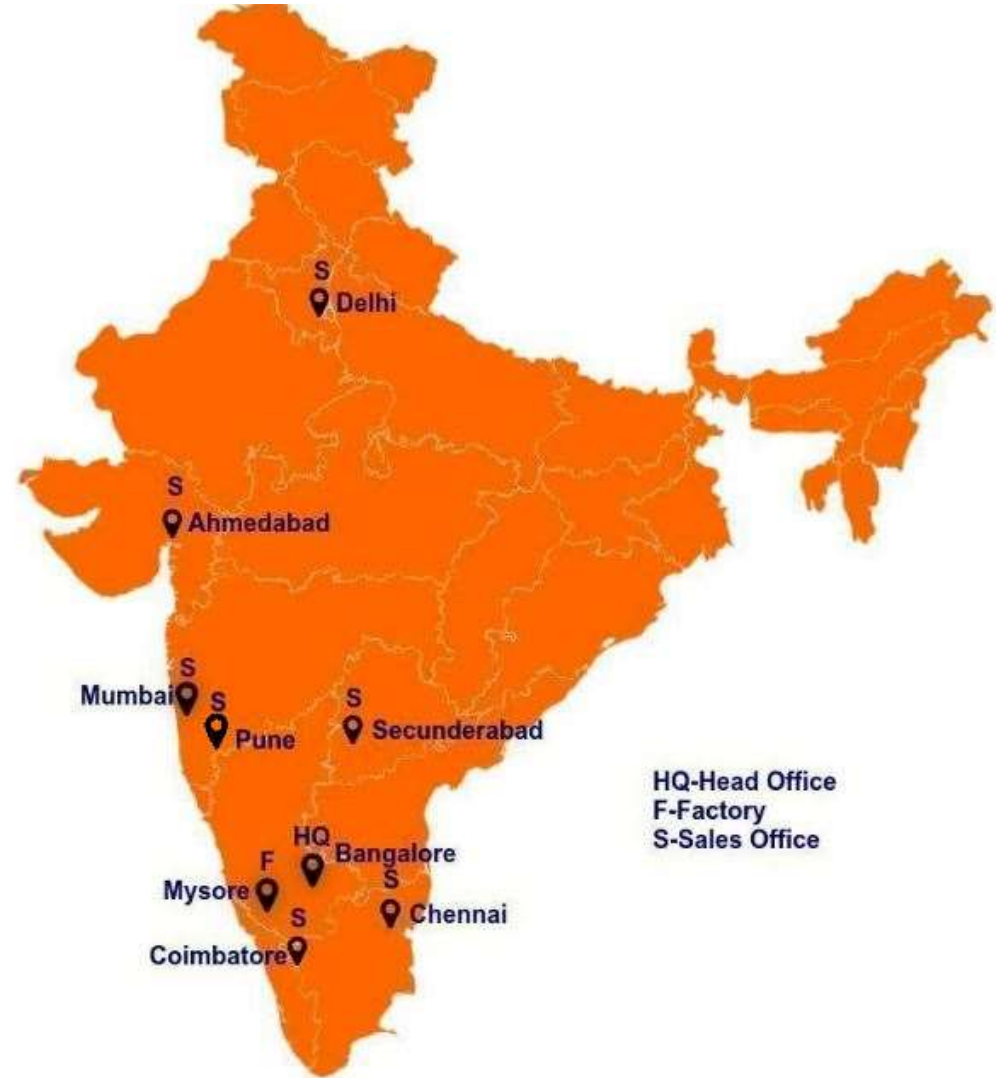 S
Delhi
S
Ahmedabad
S
Mumbai
S
Pune
S
Secunderabad
HQ-Head Office
F-Factory
S-Sales Office
HQ
Bangalore
F
Mysore
S
Chennai
S
Coimbatore